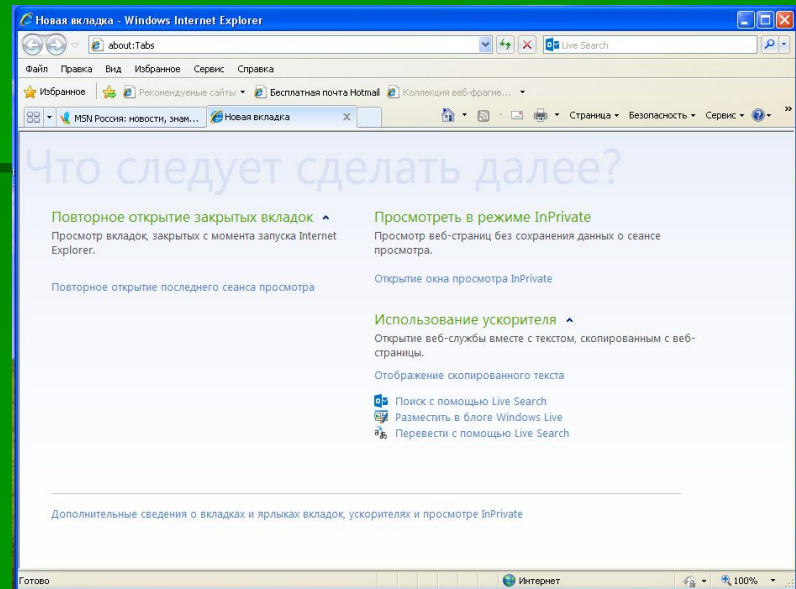 Новая вкладка - Windows Internet Explorer
about:Tabs
Live Search
Файл Правка Вид Избранное Сервис Справка
Избранное Рекомендуемые сайты Бесплатная почта Hotmail Коллекция веб-фрагме...
MSN Россия: новости, знак... Новая вкладка Страница Безопасность Сервис
Что следует сделать далее?
Повторное открытие закрытых вкладок
Просмотр вкладок, закрытых с момента запуска Internet
Explorer.
Повторное открытие последнего сеанса просмотра
Просмотреть в режиме InPrivate
Просмотр веб-страниц без сохранения данных о сеансе
просмотра.
Открытие окна просмотра InPrivate
Использование ускорителя
Открытие веб-службы вместе с текстом, скопированным с веб-
страницы.
Отображение скопированного текста
Поиск с помощью Live Search
Разместить в блоге Windows Live
Перевести с помощью Live Search
Дополнительные сведения о вкладках и ярлыках вкладок, ускорителях и просмотре InPrivate
Готово Интернет 100%